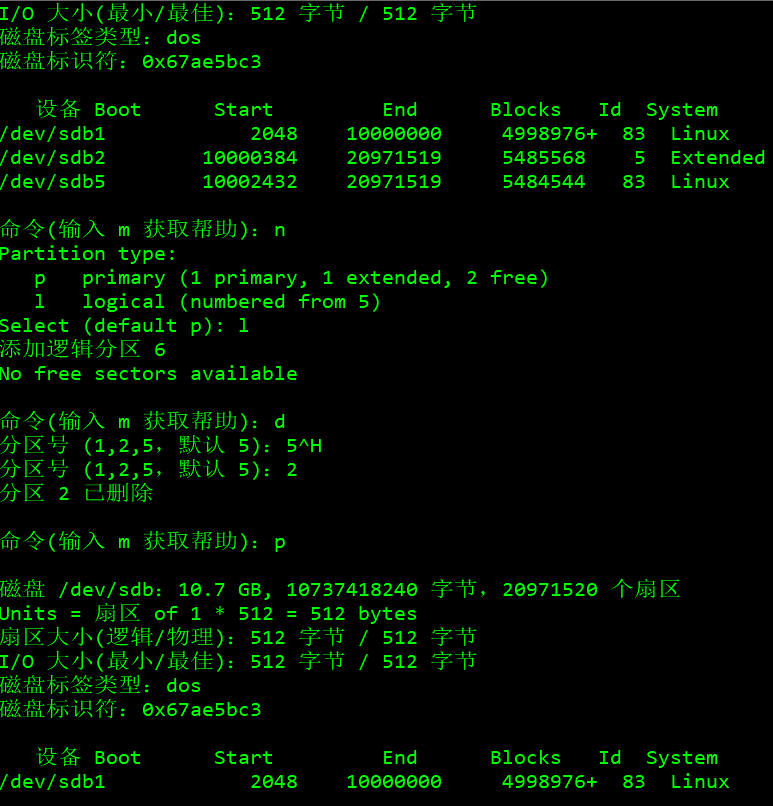 I/O 大小(最小/最佳)：512 字节 / 512 字节
磁盘标签类型：dos
磁盘标识符：0x67ae5bc3
设备 Boot Start End Blocks Id System
/dev/sdb1 2048 10000000 4998976+ 83 Linux
/dev/sdb2 10000384 20971519 5485568 5 Extended
/dev/sdb5 10002432 20971519 5484544 83 Linux
命令(输入 m 获取帮助)：n
Partition type:
p primary (1 primary, 1 extended, 2 free)
l logical (numbered from 5)
Select (default p): l
添加逻辑分区 6
No free sectors available
命令(输入 m 获取帮助)：d
分区号 (1,2,5，默认 5)：5^H
分区号 (1,2,5，默认 5)：2
分区 2 已删除
命令(输入 m 获取帮助)：p
磁盘 /dev/sdb：10.7 GB, 10737418240 字节，20971520 个扇区
Units = 扇区 of 1 * 512 = 512 bytes
扇区大小(逻辑/物理)：512 字节 / 512 字节
I/O 大小(最小/最佳)：512 字节 / 512 字节
磁盘标签类型：dos
磁盘标识符：0x67ae5bc3
设备 Boot Start End Blocks Id System
/dev/sdb1 2048 10000000 4998976+ 83 Linux